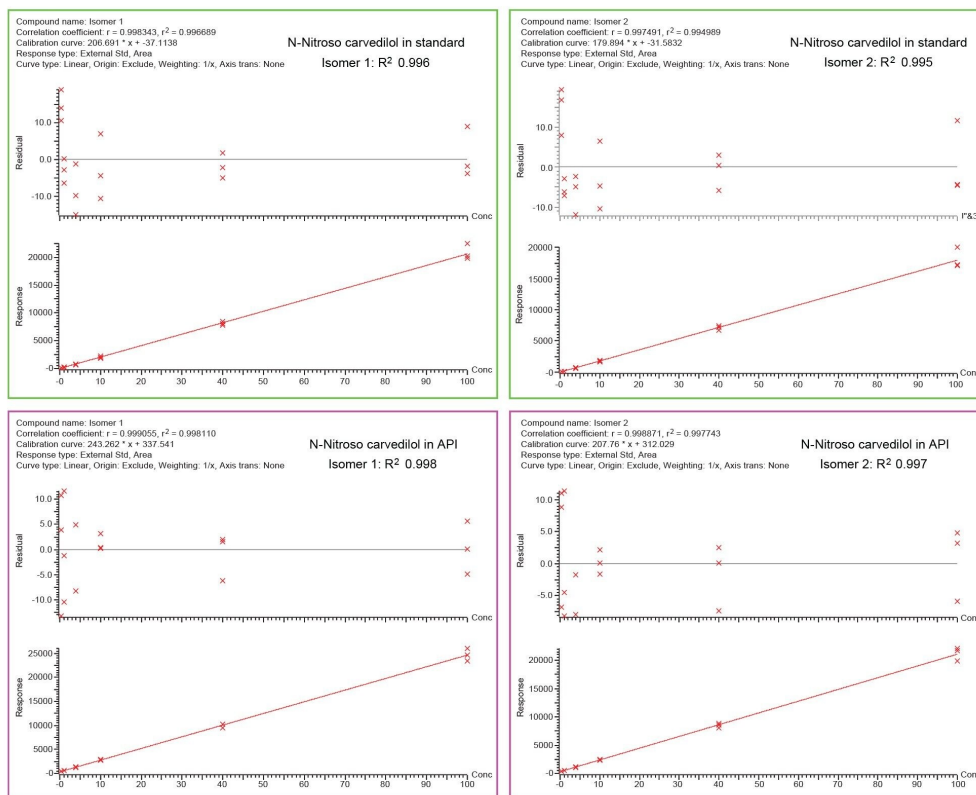 Compound name: Isomer 1
Correlation coefficient: r = 0.998343, r² = 0.996689
Calibration curve: 206.691 * x + -37.1138
Response type: External Std, Area
Curve type: Linear, Origin: Exclude, Weighting: 1/x, Axis trans: None
N-Nitroso carvedilol in standard
Isomer 1: R² 0.996
Residual
10.0
0.0
-10.0
Conc
Response
20000
15000
10000
5000
-0
-0 10 20 30 40 50 60 70 80 90 100
Conc
Compound name: Isomer 2
Correlation coefficient: r = 0.997491, r² = 0.994989
Calibration curve: 179.894 * x + -31.5832
Response type: External Std, Area
Curve type: Linear, Origin: Exclude, Weighting: 1/x, Axis trans: None
N-Nitroso carvedilol in standard
Isomer 2: R² 0.995
Residual
10.0
0.0
-10.0
Response
20000
15000
10000
5000
-0
-0 10 20 30 40 50 60 70 80 90 100
Conc
Compound name: Isomer 1
Correlation coefficient: r = 0.999055, r² = 0.998110
Calibration curve: 243.262 * x + 337.541
Response type: External Std, Area
Curve type: Linear, Origin: Exclude, Weighting: 1/x, Axis trans: None
N-Nitroso carvedilol in API
Isomer 1: R² 0.998
Residual
10.0
5.0
0.0
-5.0
-10.0
Conc
Response
25000
20000
15000
10000
5000
-0
-0 10 20 30 40 50 60 70 80 90 100
Conc
Compound name: Isomer 2
Correlation coefficient: r = 0.998871, r² = 0.997743
Calibration curve: 207.76 * x + 312.029
Response type: External Std, Area
Curve type: Linear, Origin: Exclude, Weighting: 1/x, Axis trans: None
N-Nitroso carvedilol in API
Isomer 2: R² 0.997
Residual
10.0
5.0
0.0
-5.0
Conc
Response
20000
15000
10000
5000
-0
10 20 30 40 50 60 70 80 90 100
Conc